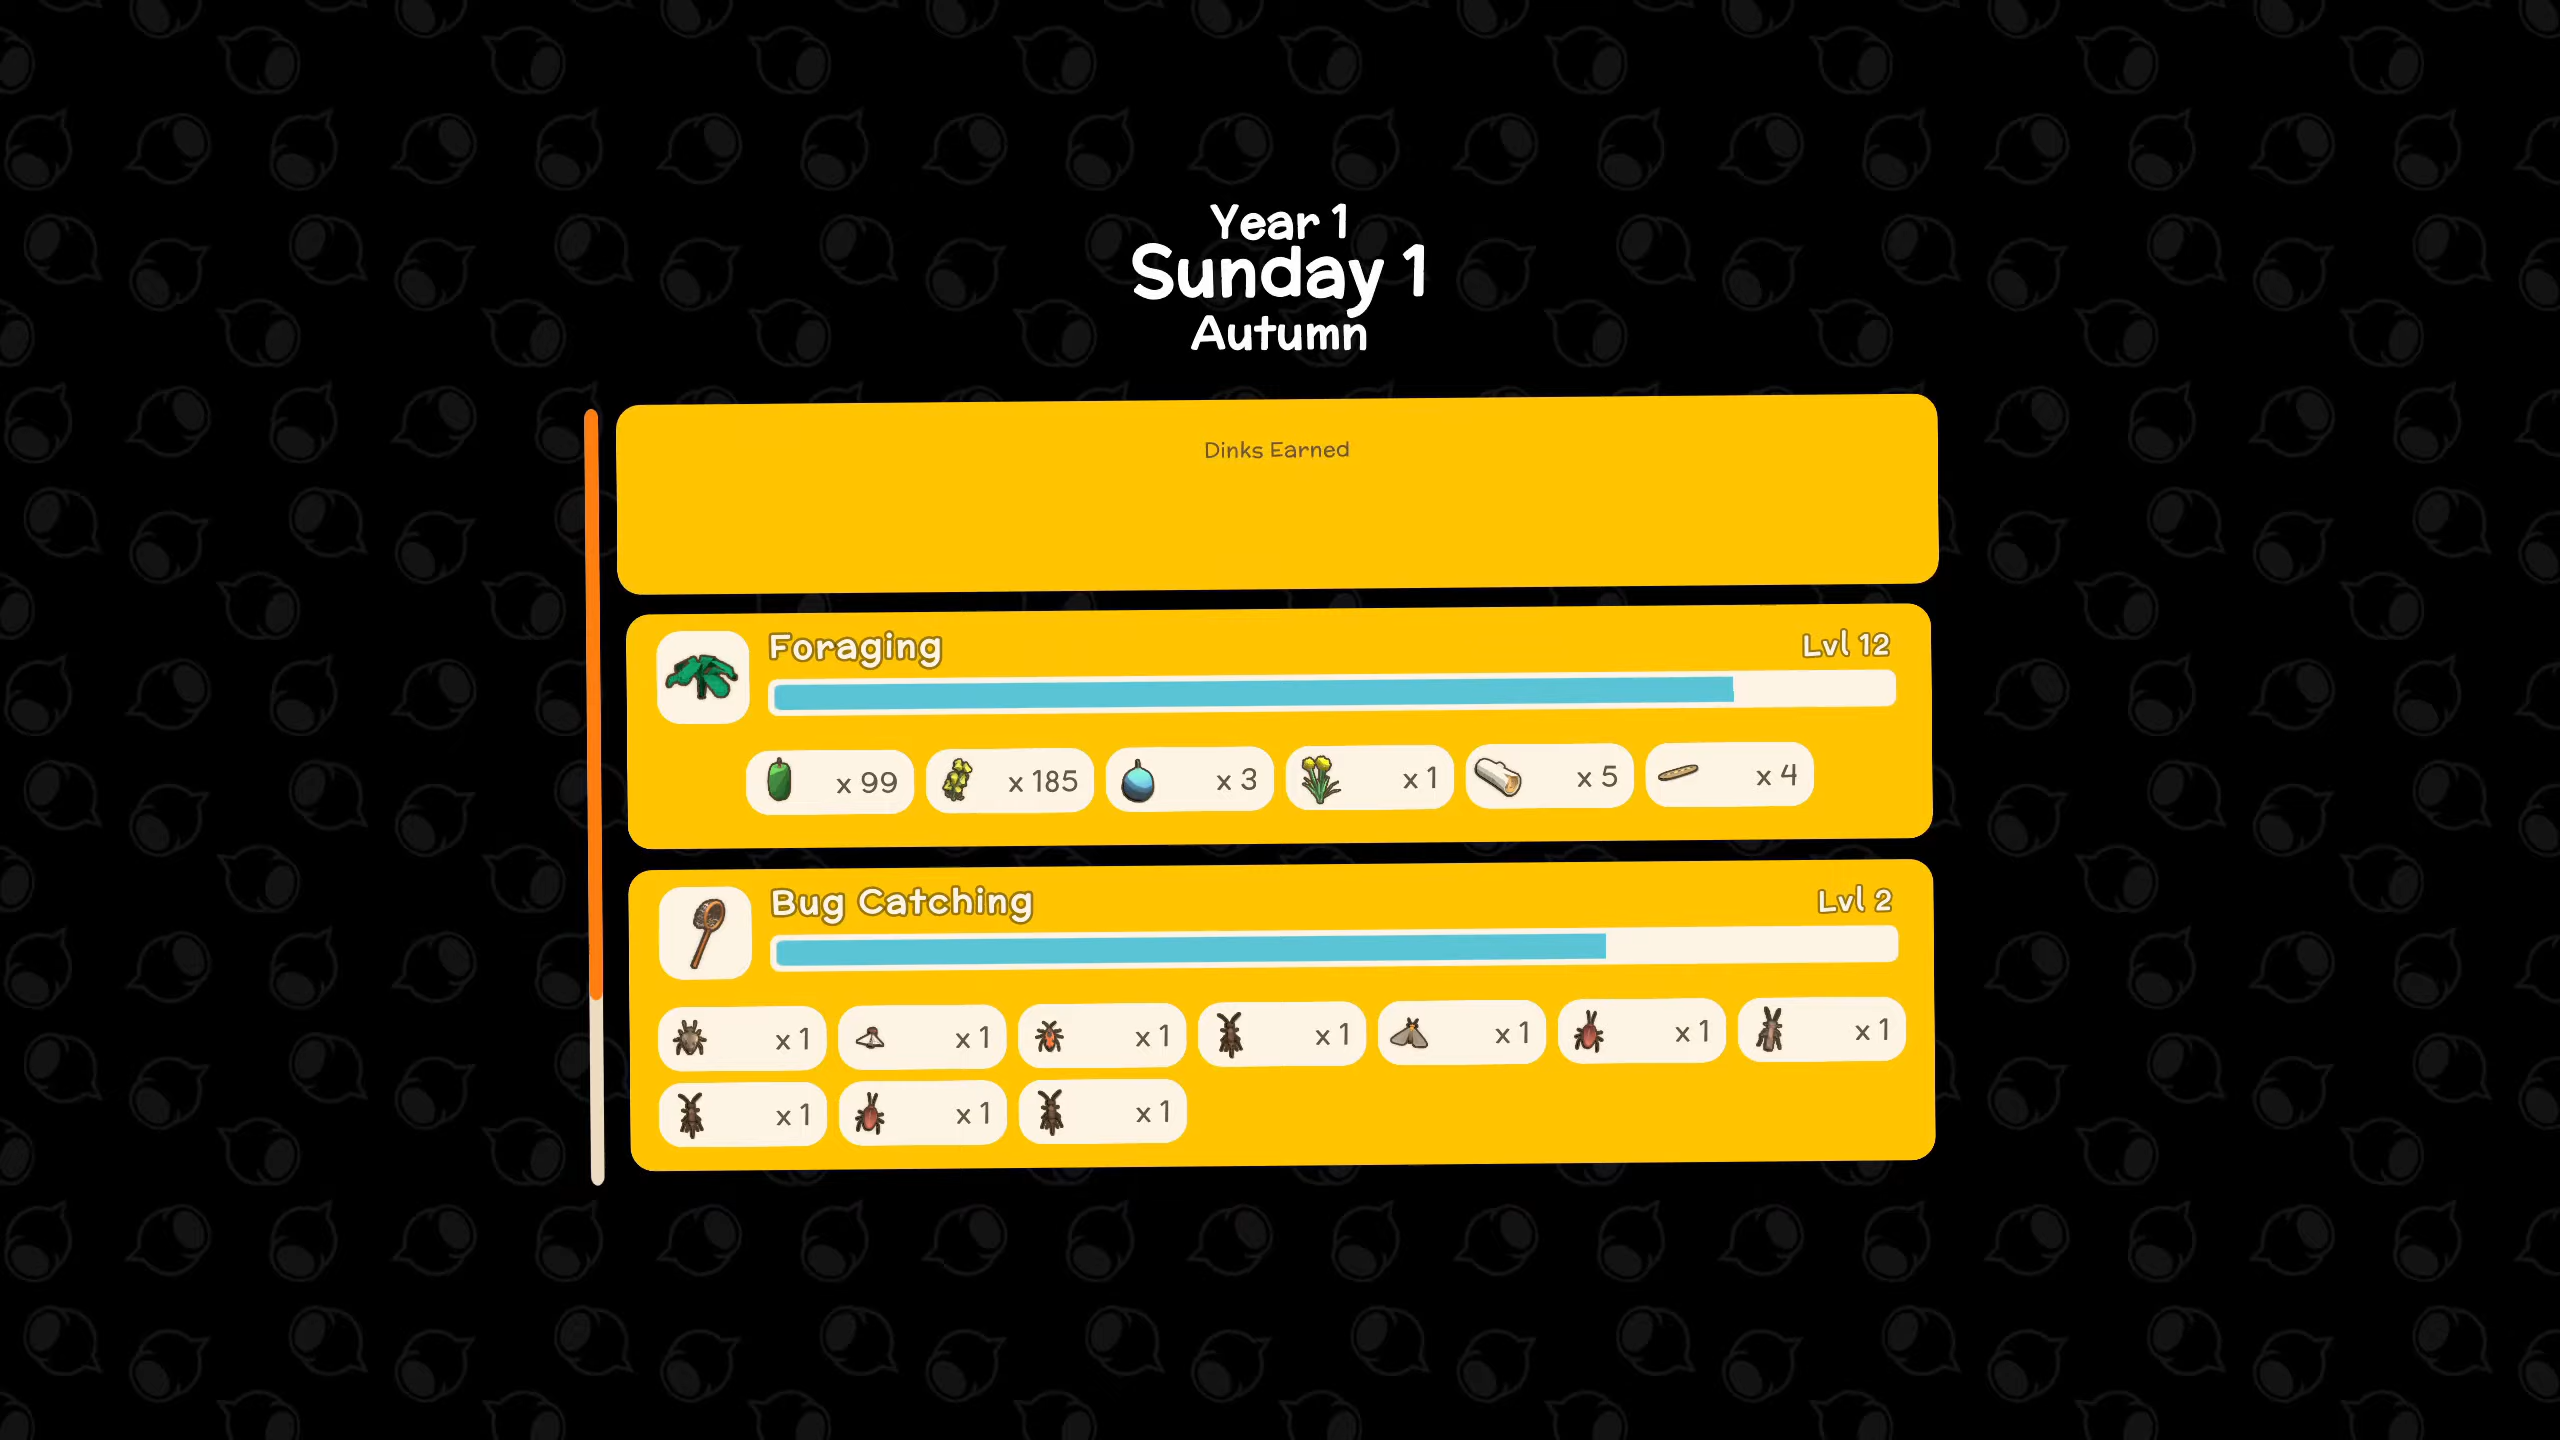 Year 1
Sunday 1
Autumn
Dinks Earned
Foraging Lvl 12
x 99 x 185 x 3 x 1 x 5 x 4
Bug Catching Lvl 2
x 1 x 1 x 1 x 1 x 1 x 1 x 1
x 1 x 1 x 1